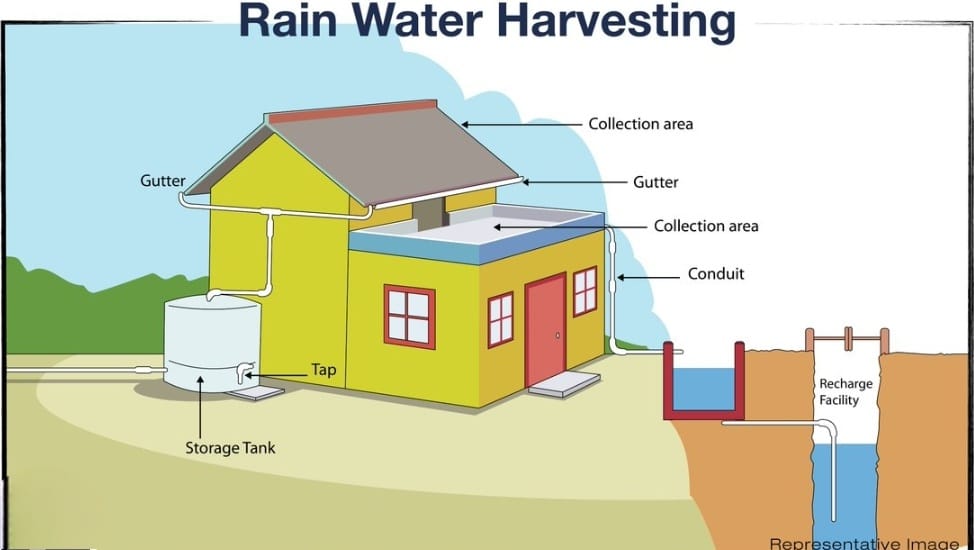 Rain Water Harvesting
Collection area
Gutter
Gutter
Collection area
Conduit
Tap
Recharge
Facility
Storage Tank
Representative Image